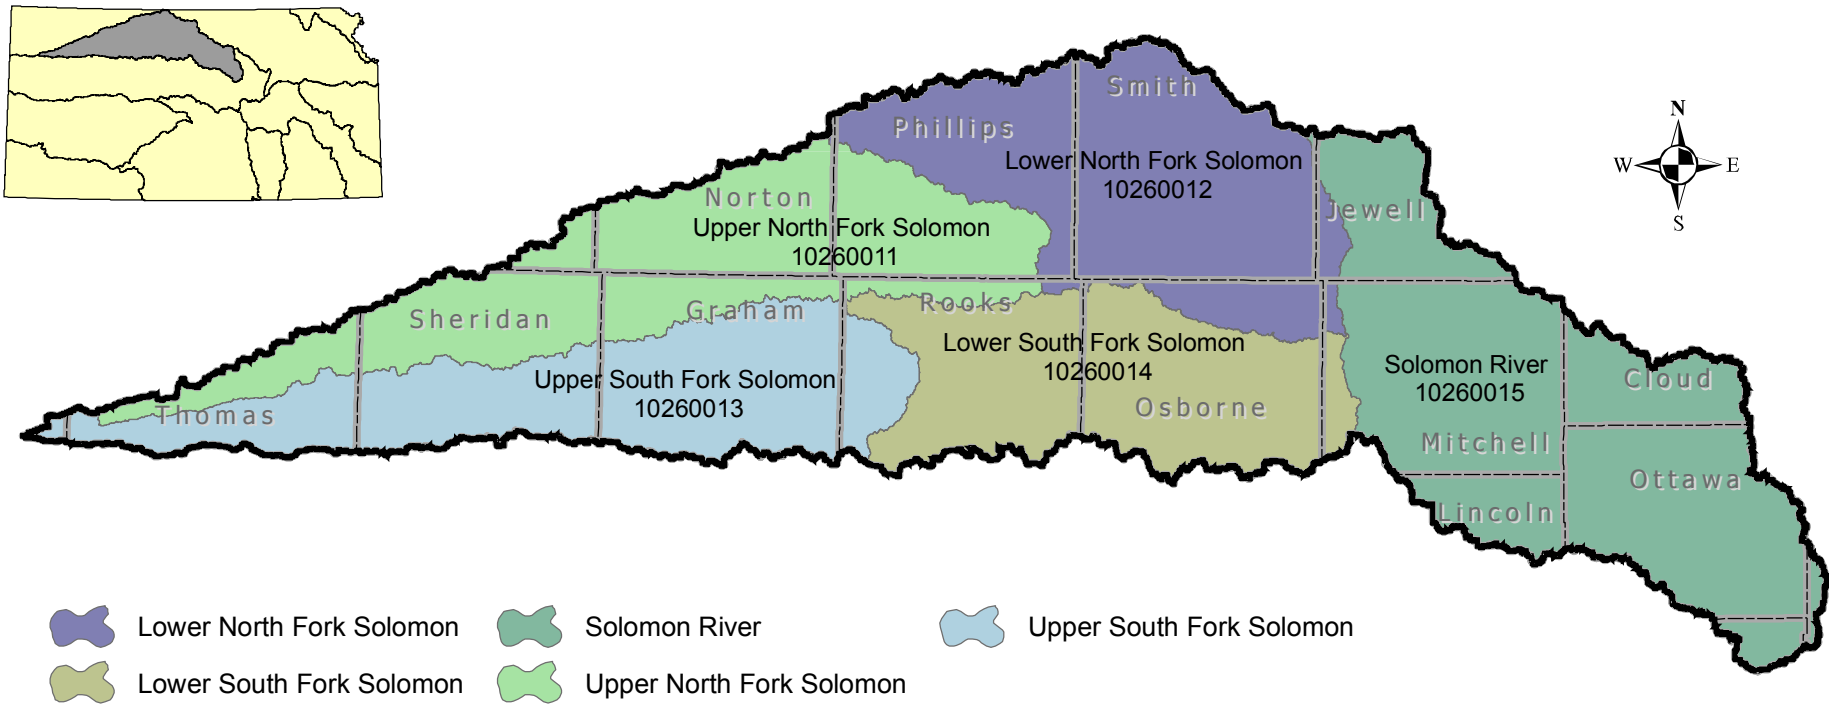 Smith
Phillips
N
W E
S
Lower North Fork Solomon
10260012
Norton
Jewell
Upper North Fork Solomon
10260011
Sheridan
Graham
Rooks
Lower South Fork Solomon
10260014
Solomon River
10260015
Cloud
Upper South Fork Solomon
10260013
Thomas
Osborne
Mitchell
Ottawa
Lincoln
Lower North Fork Solomon
Solomon River
Upper South Fork Solomon
Lower South Fork Solomon
Upper North Fork Solomon